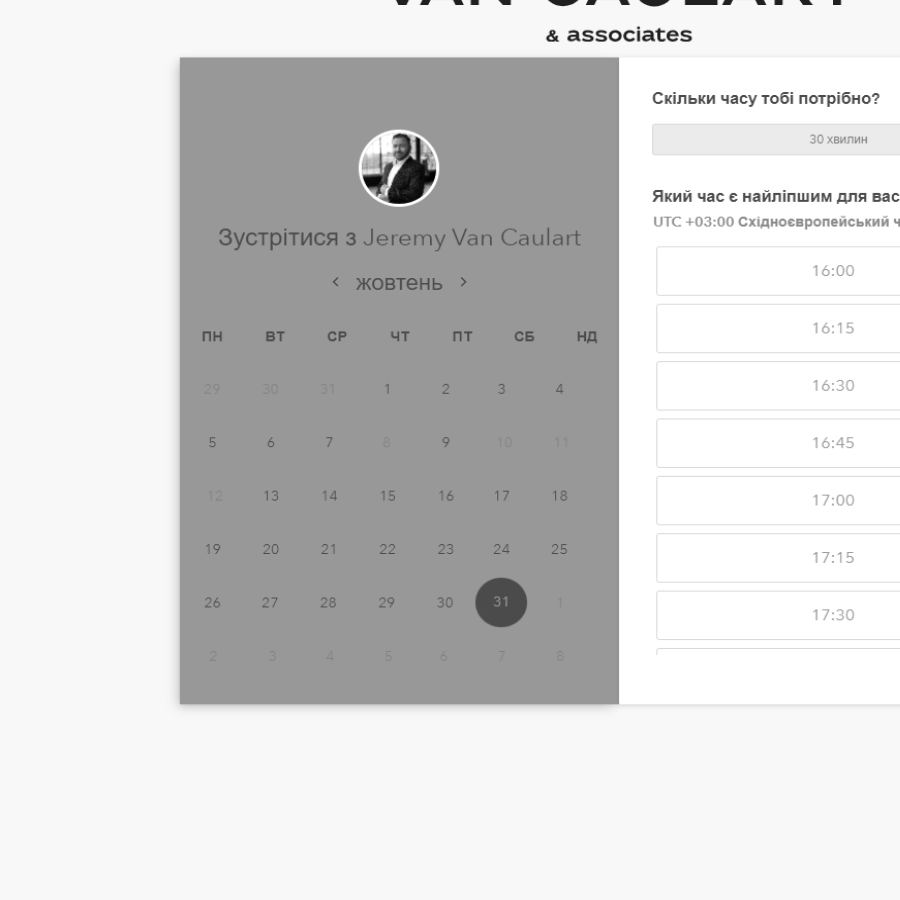 VAN CAULART
& associates
Зустрітися з Jeremy Van Caulart
‹ жовтень ›
ПН ВТ СР ЧТ ПТ СБ НД
29 30 31 1 2 3 4
5 6 7 8 9 10 11
12 13 14 15 16 17 18
19 20 21 22 23 24 25
26 27 28 29 30 31 1
2 3 4 5 6 7 8
Скільки часу тобі потрібно?
30 хвилин
Який час є найліпшим для вас
UTC +03:00 Східноєвропейський ч
16:00
16:15
16:30
16:45
17:00
17:15
17:30